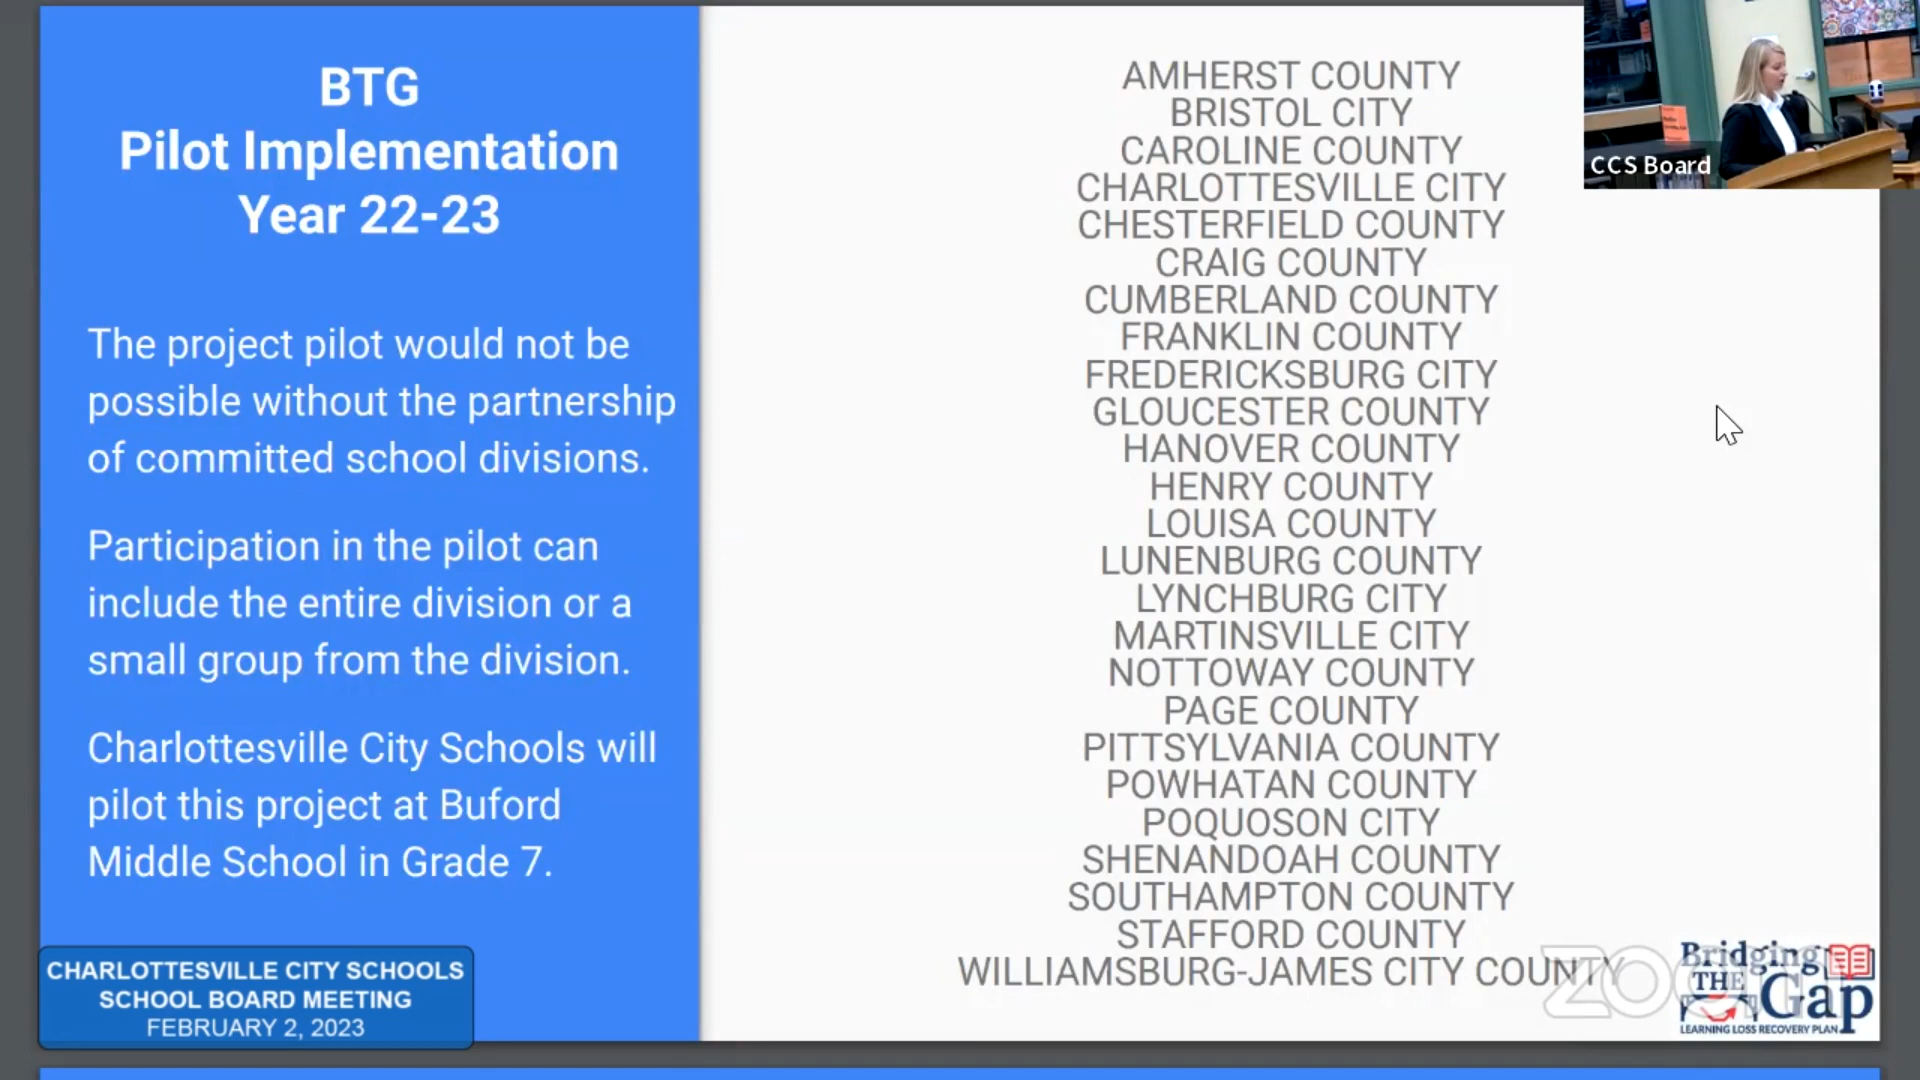 BTG
Pilot Implementation
Year 22-23
The project pilot would not be
possible without the partnership
of committed school divisions.
Participation in the pilot can
include the entire division or a
small group from the division.
Charlottesville City Schools will
pilot this project at Buford
Middle School in Grade 7.
CHARLOTTESVILLE CITY SCHOOLS
SCHOOL BOARD MEETING
FEBRUARY 2, 2023
AMHERST COUNTY
BRISTOL CITY
CAROLINE COUNTY
CHARLOTTESVILLE CITY
CHESTERFIELD COUNTY
CRAIG COUNTY
CUMBERLAND COUNTY
FRANKLIN COUNTY
FREDERICKSBURG CITY
GLOUCESTER COUNTY
HANOVER COUNTY
HENRY COUNTY
LOUISA COUNTY
LUNENBURG COUNTY
LYNCHBURG CITY
MARTINSVILLE CITY
NOTTOWAY COUNTY
PAGE COUNTY
PITTSYLVANIA COUNTY
POWHATAN COUNTY
POQUOSON CITY
SHENANDOAH COUNTY
SOUTHAMPTON COUNTY
STAFFORD COUNTY
WILLIAMSBURG-JAMES CITY COUNTY
CCS Board
zoom
Bridging
THE
Gap
LEARNING LOSS RECOVERY PLAN